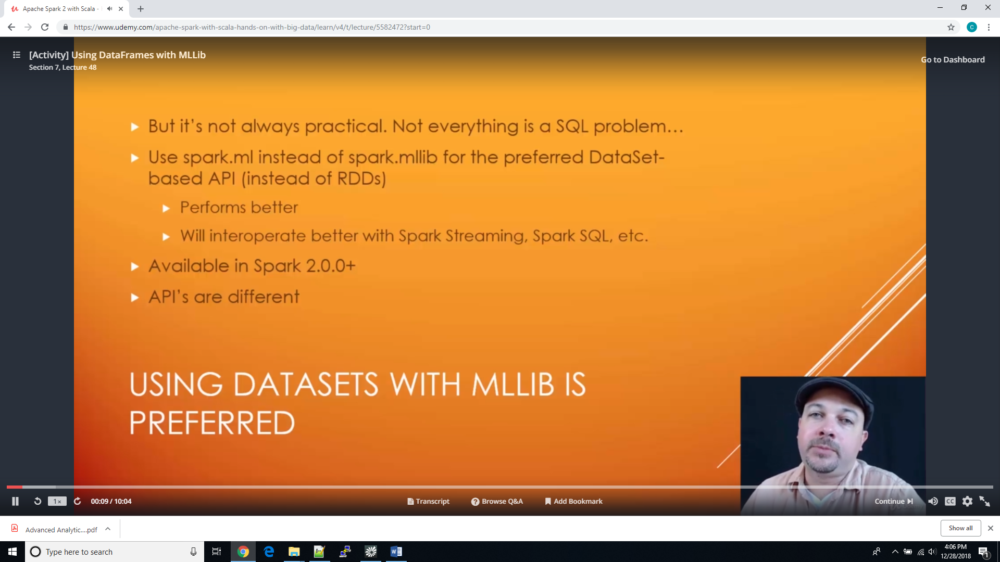 Apache Spark 2 with Scala -
https://www.udemy.com/apache-spark-with-scala-hands-on-with-big-data/learn/v4/t/lecture/5582472?start=0
C
[Activity] Using DataFrames with MLLib
Section 7, Lecture 48
Go to Dashboard
But it's not always practical. Not everything is a SQL problem...
Use spark.ml instead of spark.mllib for the preferred DataSet-
based API (instead of RDDs)
Performs better
Will interoperate better with Spark Streaming, Spark SQL, etc.
Available in Spark 2.0.0+
API's are different
USING DATASETS WITH MLLIB IS
PREFERRED
1×
00:09 / 10:04
Transcript
Browse Q&A
Add Bookmark
Continue
CC
Advanced Analytic....pdf
Show all
Type here to search
4:06 PM
12/28/2018
1